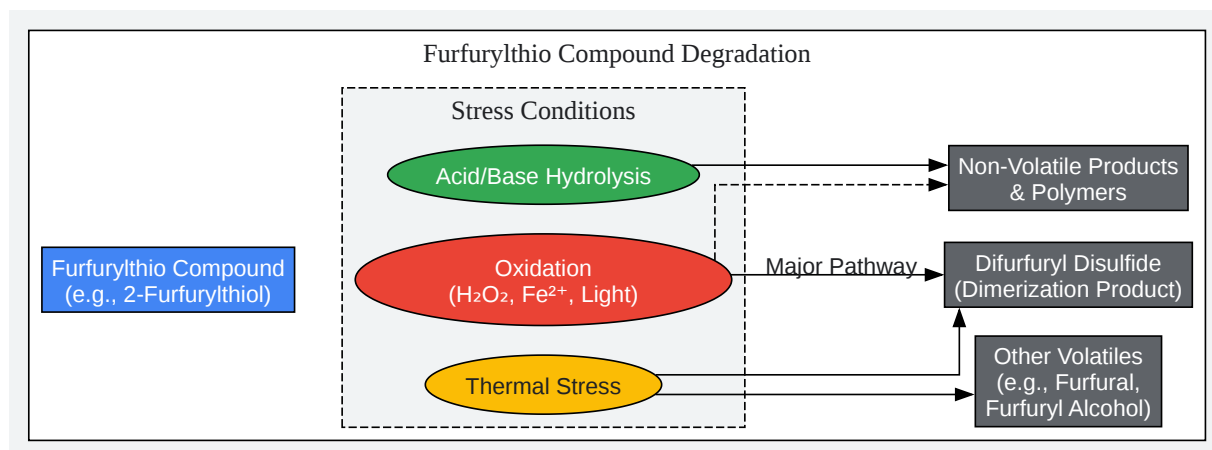 Furfurylthio Compound Degradation
Stress Conditions
Acid/Base Hydrolysis
Non-Volatile Products
& Polymers
Furfurylthio Compound
(e.g., 2-Furfurylthiol)
Oxidation
(H₂O₂, Fe²⁺, Light)
Major Pathway
Difurfuryl Disulfide
(Dimerization Product)
Thermal Stress
Other Volatiles
(e.g., Furfural,
Furfuryl Alcohol)